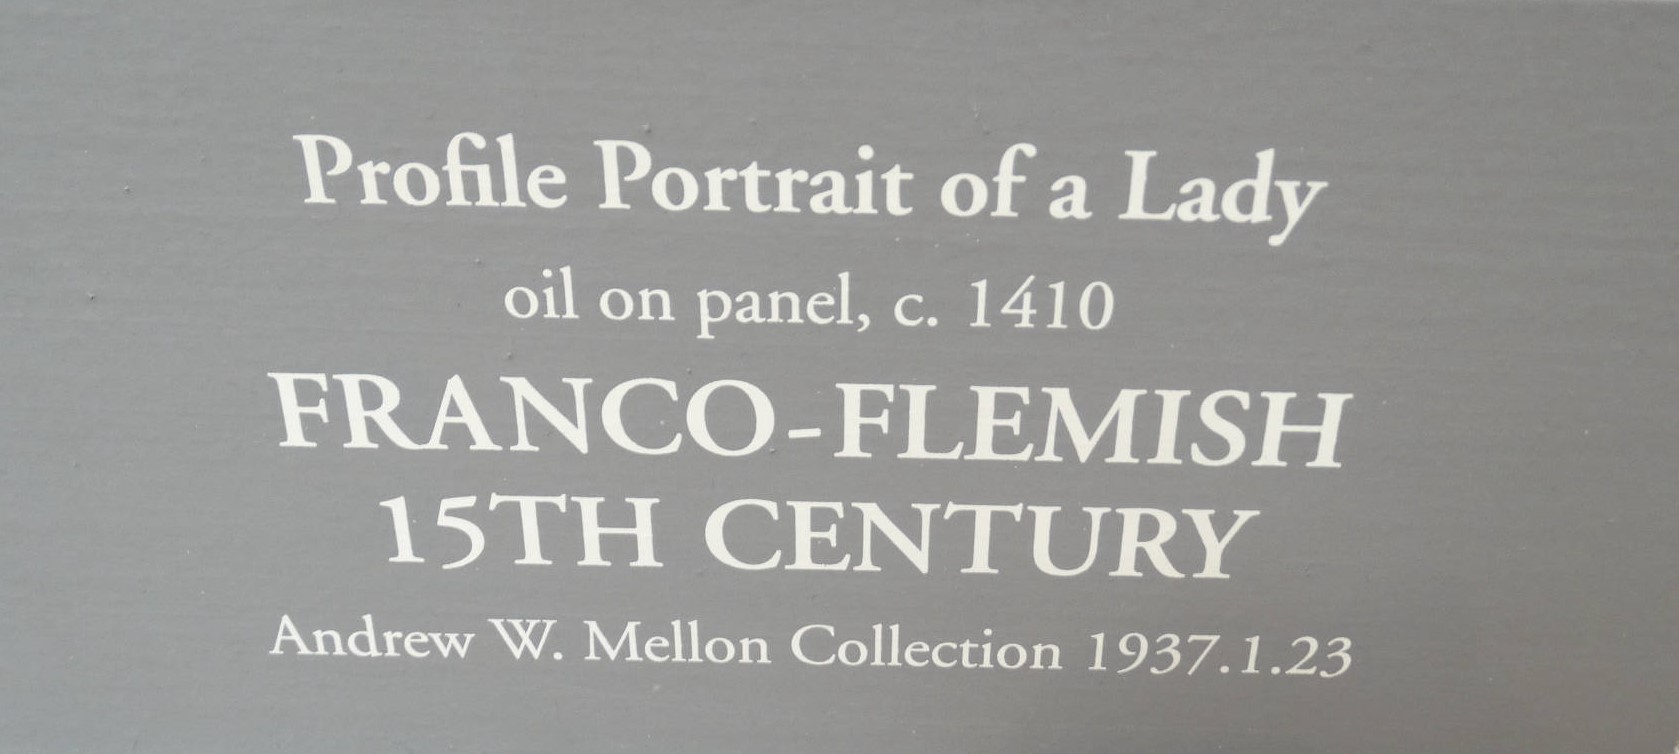 Profile Portrait of a Lady
oil on panel, c. 1410
FRANCO-FLEMISH
15TH CENTURY
Andrew W. Mellon Collection 1937.1.23